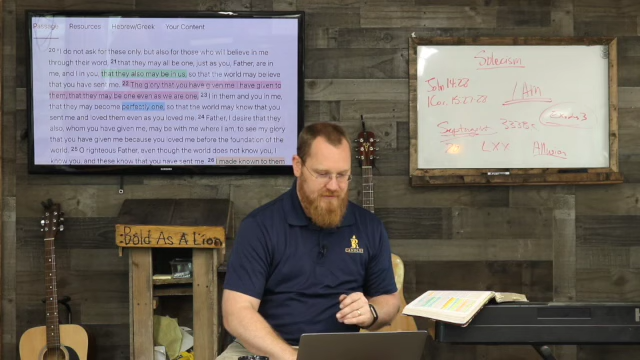 Passage Resources Hebrew/Greek Your Content
20 "I do not ask for these only, but also for those who will believe in me
through their word, 21 that they may all be one, just as you, Father, are in
me, and I in you, that they also may be in us, so that the world may believe
that you have sent me. 22 The glory that you have given me I have given to
them, that they may be one even as we are one, 23 I in them and you in me,
that they may become perfectly one, so that the world may know that you
sent me and loved them even as you loved me. 24 Father, I desire that they
also, whom you have given me, may be with me where I am, to see my glory
that you have given me because you loved me before the foundation of the
world. 25 O righteous Father, even though the world does not know you, I
know you, and these know that you have sent me. 26 I made known to them
John 14:28
1 Cor. 15:27-28
I Am
Exodus 3
LXX
Allusion
Bold As A Lion